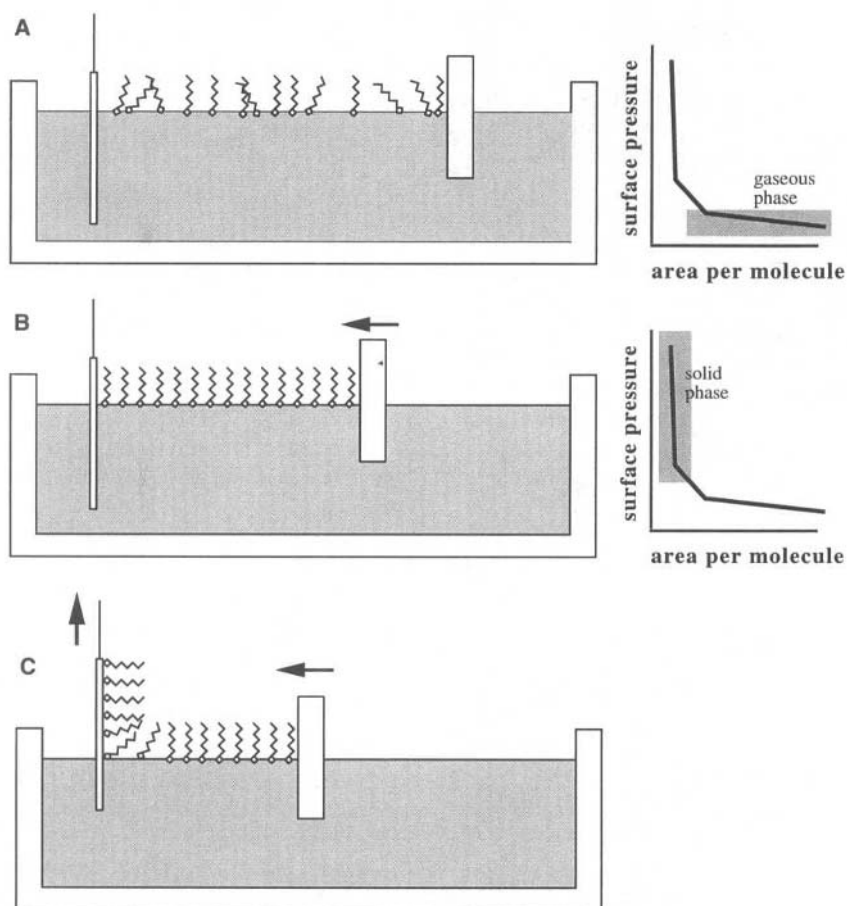 A
surface pressure
gaseous
phase
area per molecule
B
surface pressure
solid
phase
area per molecule
C